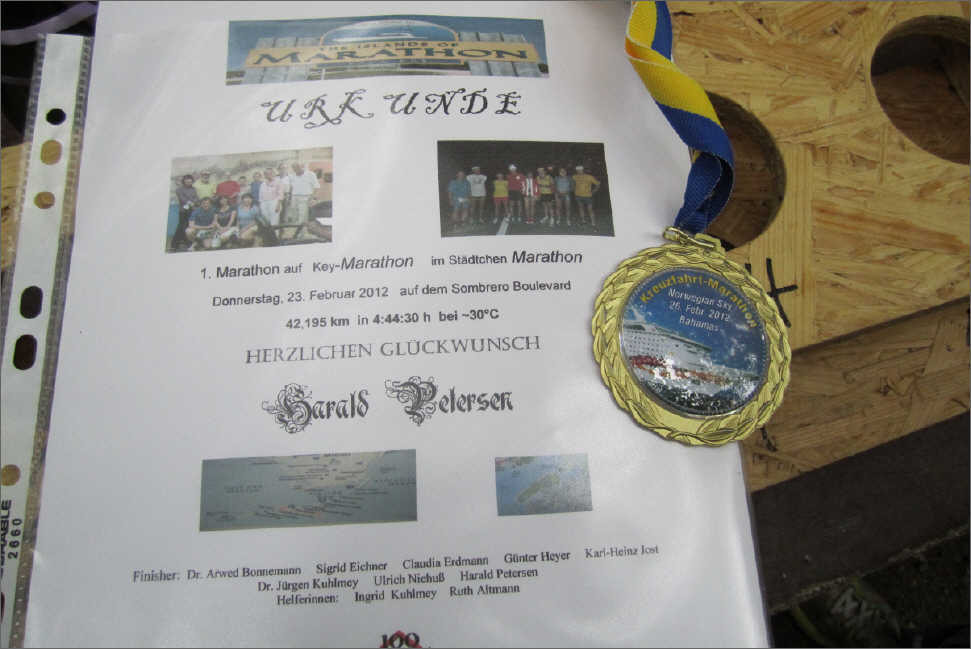 THE ISLANDS OF
MARATHON
URKUNDE
1. Marathon auf Key-Marathon im Städtchen Marathon
Donnerstag, 23. Februar 2012 auf dem Sombrero Boulevard
42,195 km in 4:44:30 h bei ~30°C
HERZLICHEN GLÜCKWUNSCH
Harald Petersen
Finisher: Dr. Arwed Bonnemann Sigrid Eichner Claudia Erdmann Günter Heyer Karl-Heinz Jost
Dr. Jürgen Kuhlmey Ulrich Niehuß Harald Petersen
Helferinnen: Ingrid Kuhlmey Ruth Altmann
100
Kreuzfahrt-Marathon
Norwegian Sky
26. Febr. 2012
Bahamas
2660